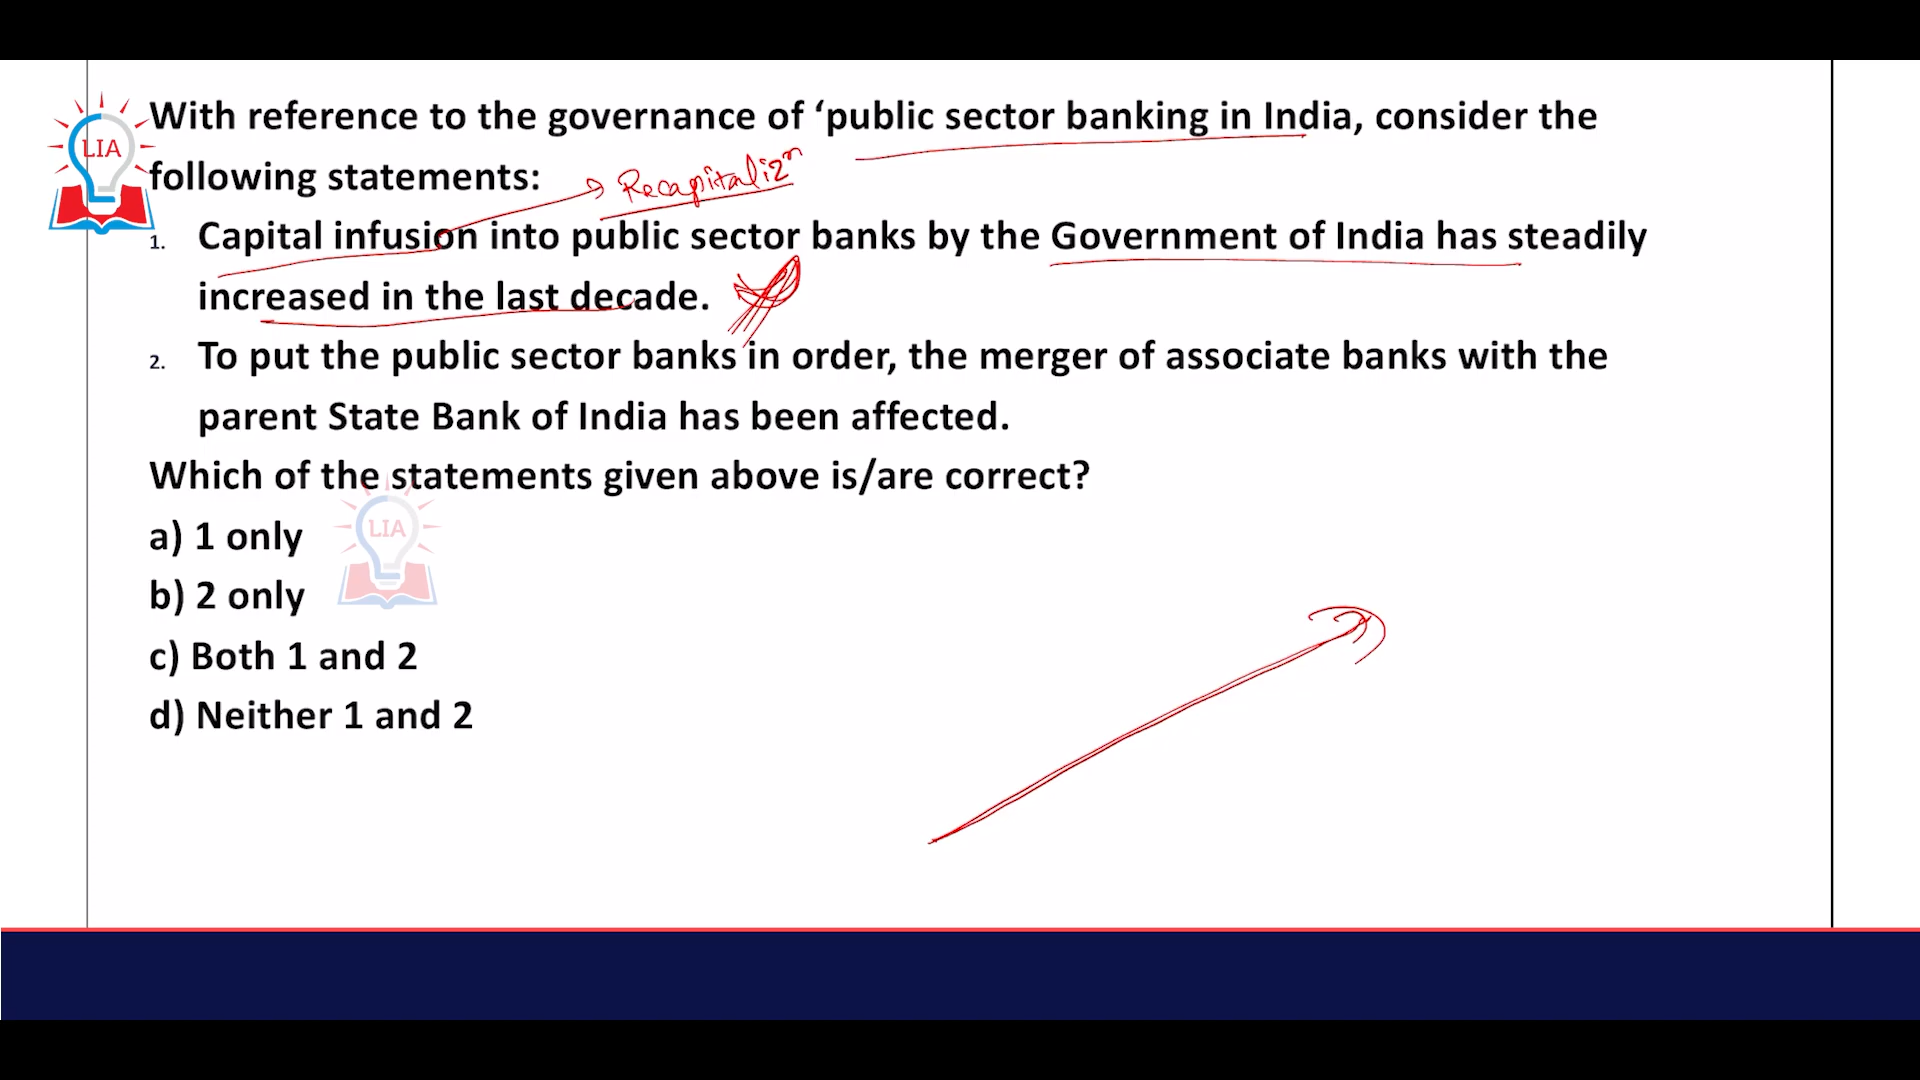 With reference to the governance of ‘public sector banking in India, consider the
following statements:
Recapitalizⁿ
1. Capital infusion into public sector banks by the Government of India has steadily
increased in the last decade.
2. To put the public sector banks in order, the merger of associate banks with the
parent State Bank of India has been affected.
Which of the statements given above is/are correct?
a) 1 only
b) 2 only
c) Both 1 and 2
d) Neither 1 and 2
LIA
LIA